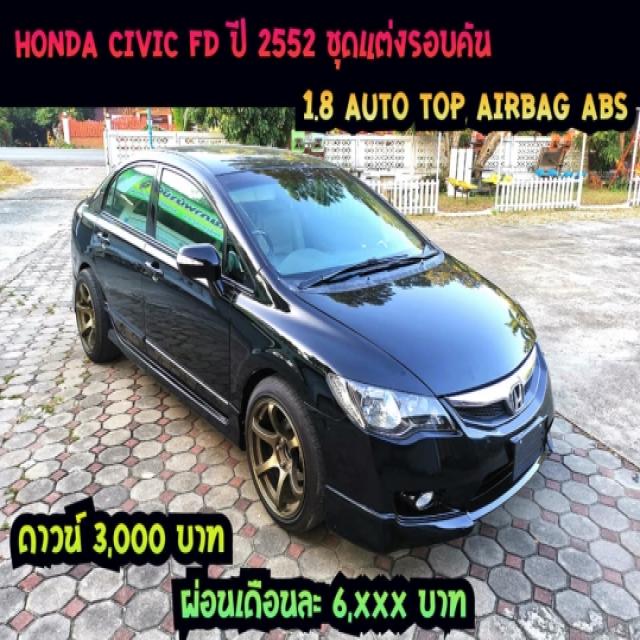 HONDA CIVIC FD ปี 2552 ชุดแต่งรอบคัน
1.8 AUTO TOP AIRBAG ABS
ดาวน์ 3,000 บาท
ผ่อนเดือนละ 6,xxx บาท